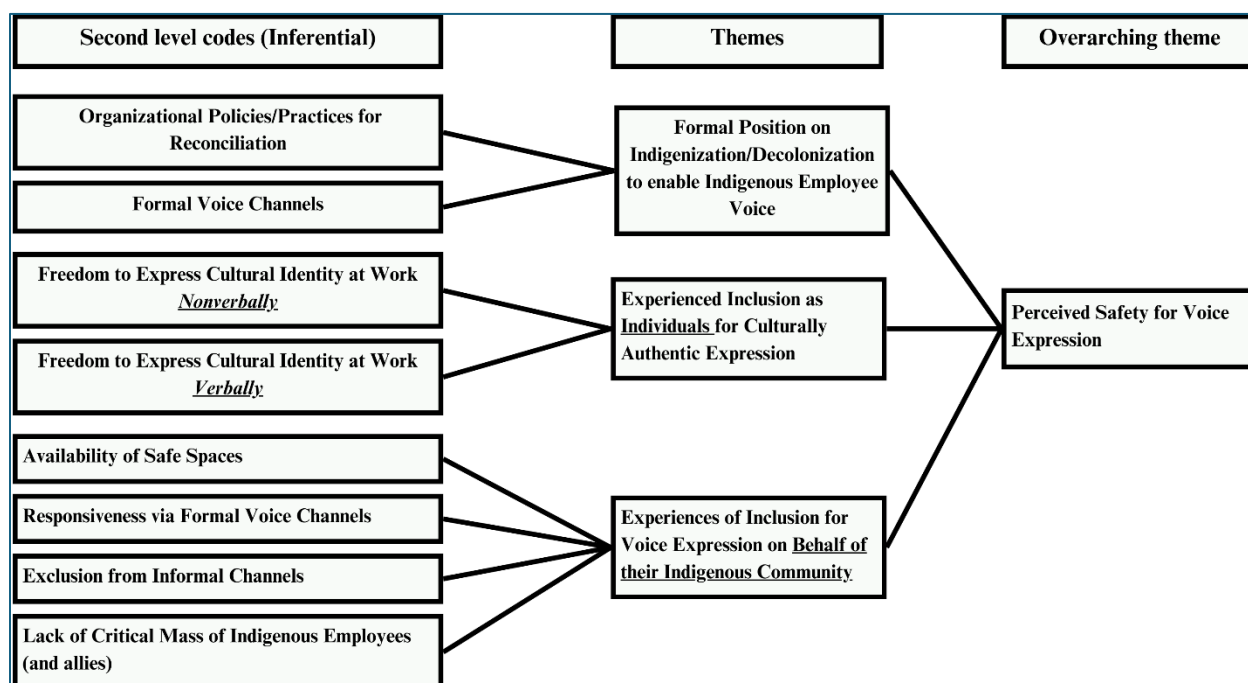 Second level codes (Inferential)
Themes
Overarching theme
Organizational Policies/Practices for
Reconciliation
Formal Voice Channels
Freedom to Express Cultural Identity at Work
Nonverbally
Freedom to Express Cultural Identity at Work
Verbally
Availability of Safe Spaces
Responsiveness via Formal Voice Channels
Exclusion from Informal Channels
Lack of Critical Mass of Indigenous Employees
(and allies)
Formal Position on
Indigenization/Decolonization
to enable Indigenous Employee
Voice
Experienced Inclusion as
Individuals for Culturally
Authentic Expression
Experiences of Inclusion for
Voice Expression on Behalf of
their Indigenous Community
Perceived Safety for Voice
Expression